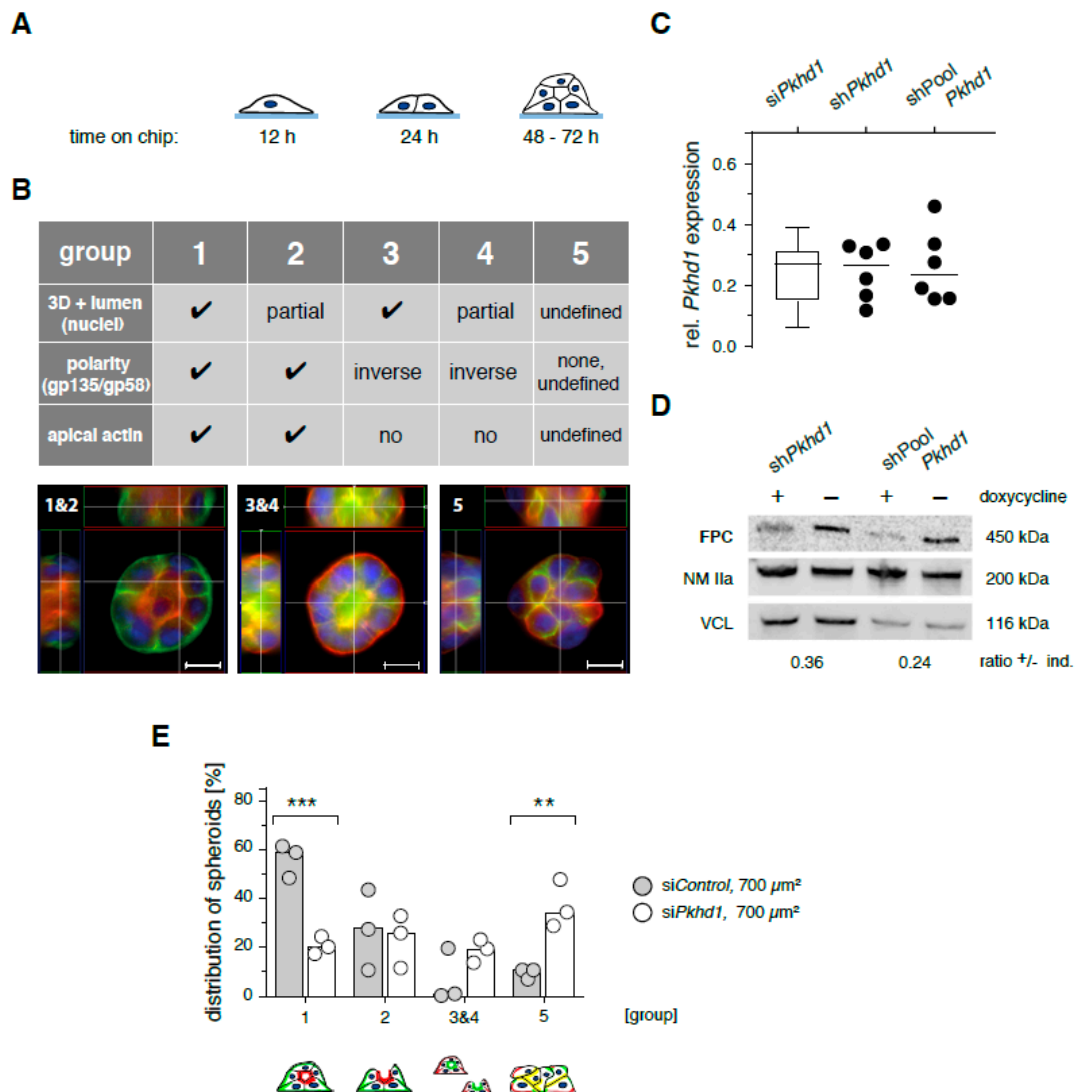 A
time on chip: 12 h 24 h 48 - 72 h
B
group 1 2 3 4 5
3D + lumen (nuclei) ✔ partial ✔ partial undefined
polarity (gp135/gp58) ✔ ✔ inverse inverse none, undefined
apical actin ✔ ✔ no no undefined
1&2 3&4 5
C
siPkhd1 shPkhd1 shPool Pkhd1
rel. Pkhd1 expression
0.6
0.4
0.2
0.0
D
shPkhd1 shPool Pkhd1
+ – + – doxycycline
FPC 450 kDa
NM IIa 200 kDa
VCL 116 kDa
0.36 0.24 ratio +/- ind.
E
distribution of spheroids [%]
80
60
40
20
0
*** **
siControl, 700 µm²
siPkhd1, 700 µm²
1 2 3&4 5 [group]